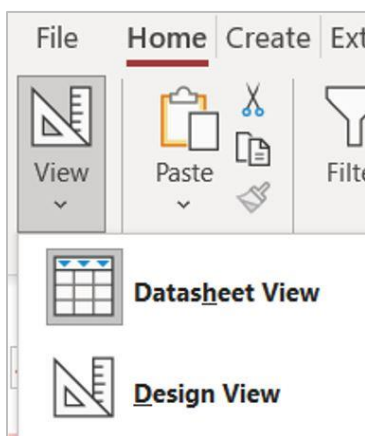 File Home Create Ext
View Paste Filte
Datasheet View
Design View